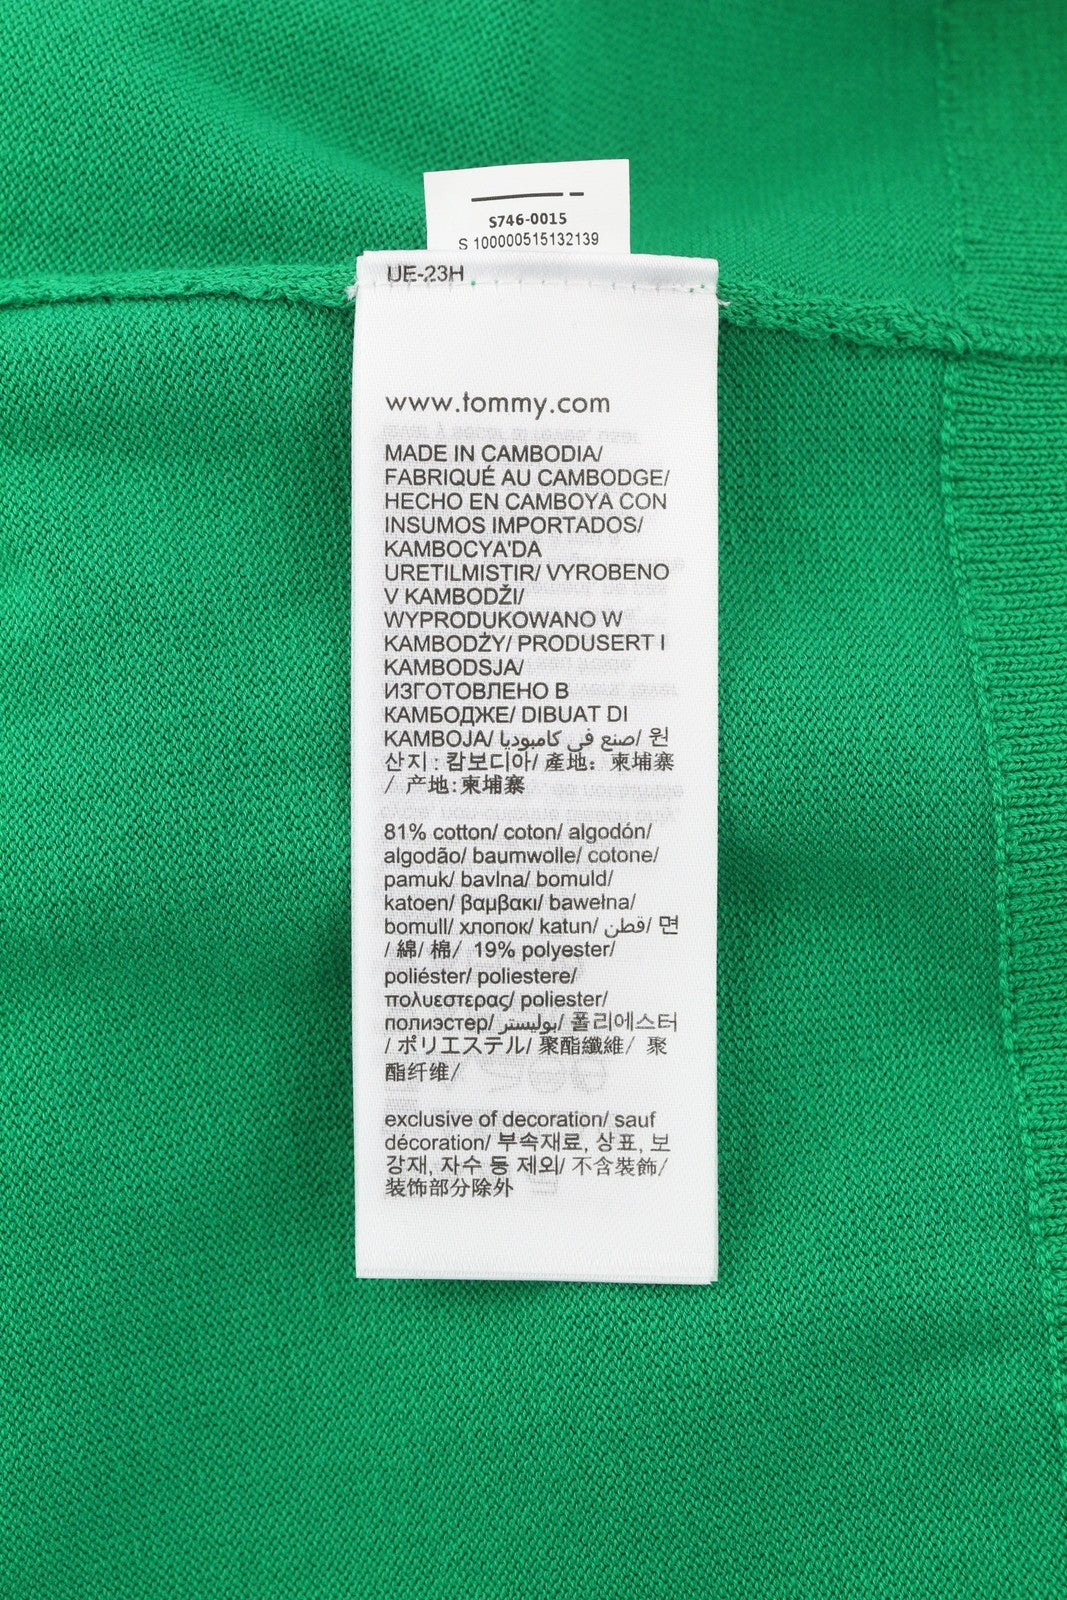 S746-0015
S 100000515132139
UE-23H
www.tommy.com
MADE IN CAMBODIA/
FABRIQUÉ AU CAMBODGE/
HECHO EN CAMBOYA CON
INSUMOS IMPORTADOS/
KAMBOCYA'DA
URETILMISTIR/ VYROBENO
V KAMBODŽI/
WYPRODUKOWANO W
KAMBODŻY/ PRODUSERT I
KAMBODSJA/
ИЗГОТОВЛЕНО В
КАМБОДЖЕ/ DIBUAT DI
KAMBOJA/ صنع في كامبوديا/ 원
산지 : 캄보디아/ 產地：柬埔寨
/ 产地:柬埔寨
81% cotton/ coton/ algodón/
algodão/ baumwolle/ cotone/
pamuk/ bavlna/ bomuld/
katoen/ βαμβακι/ bawełna/
bomull/ хлопок/ katun/ قطن/ 면
/ 綿/ 棉/ 19% polyester/
poliéster/ poliestere/
πολυεστερας/ poliester/
полиэстер/ بوليستر/ 폴리에스터
/ ポリエステル/ 聚酯纖維/ 聚
酯纤维/
exclusive of decoration/ sauf
décoration/ 부속재료, 상표, 보
강재, 자수 등 제외/ 不含裝飾/
装饰部分除外